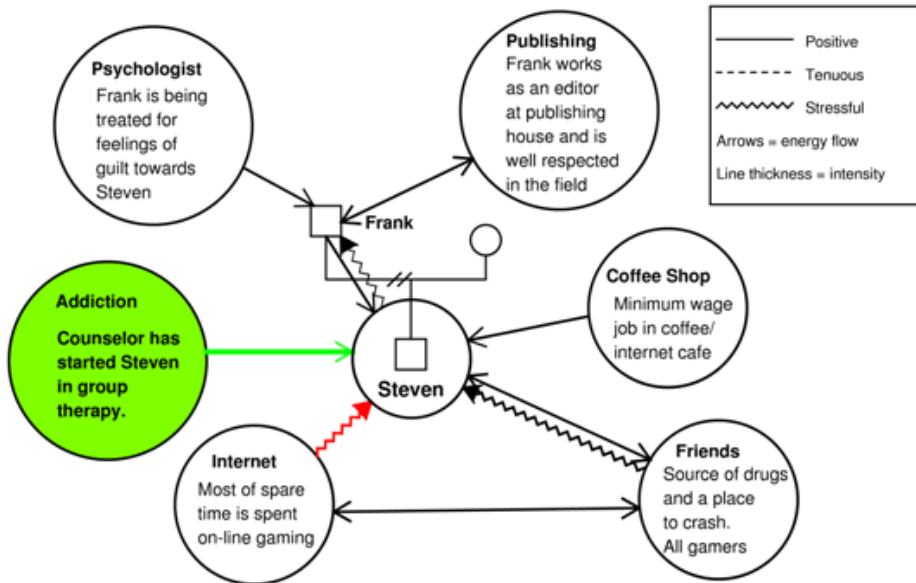 Psychologist
Frank is being
treated for
feelings of
guilt towards
Steven
Publishing
Frank works
as an editor
at publishing
house and is
well respected
in the field
Positive
Tenuous
Stressful
Arrows = energy flow
Line thickness = intensity
Frank
Addiction
Counselor has
started Steven
in group
therapy.
Steven
Coffee Shop
Minimum wage
job in coffee/
internet cafe
Internet
Most of spare
time is spent
on-line gaming
Friends
Source of drugs
and a place
to crash.
All gamers